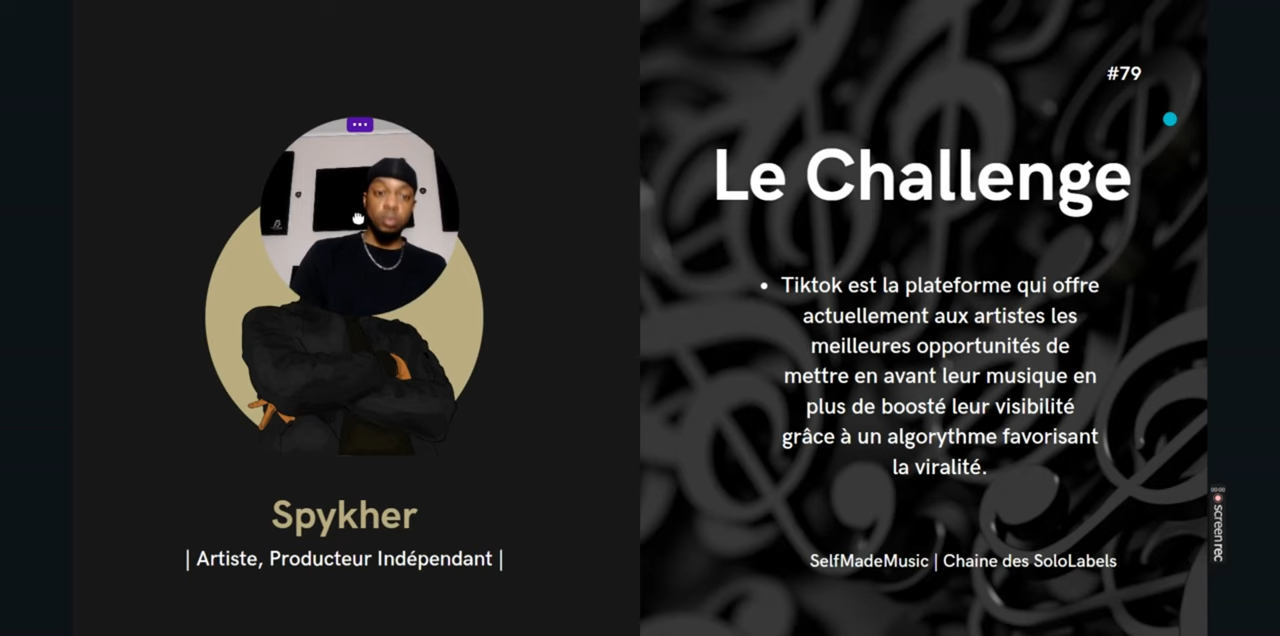 Spykher
| Artiste, Producteur Indépendant |
#79
Le Challenge
• Tiktok est la plateforme qui offre
actuellement aux artistes les
meilleures opportunités de
mettre en avant leur musique en
plus de boosté leur visibilité
grâce à un algorythme favorisant
la viralité.
SelfMadeMusic | Chaine des SoloLabels
00:00
screenrec